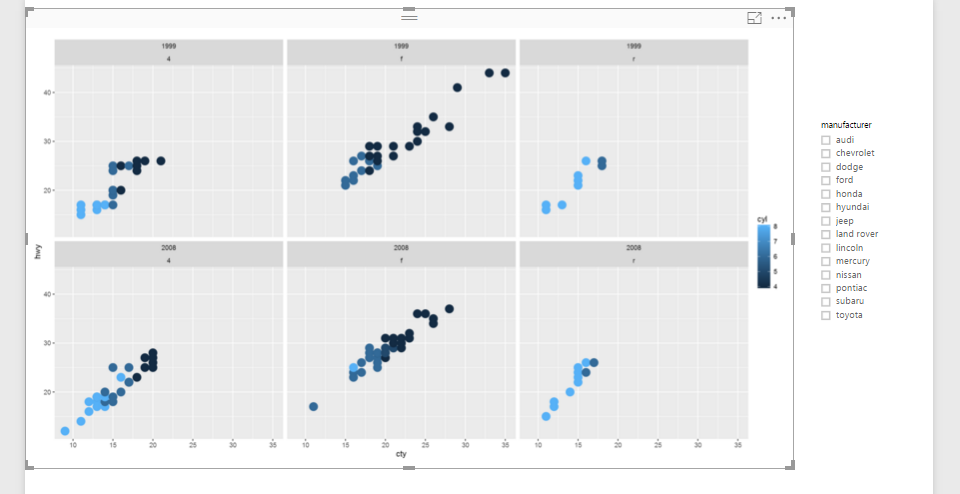 1999 1999 1999
4 f r
40
30
20
2008 2008 2008
4 f r
40
30
20
10 15 20 25 30 35 10 15 20 25 30 35 10 15 20 25 30 35
hwy
cty
cyl
8
7
6
5
4
manufacturer
audi
chevrolet
dodge
ford
honda
hyundai
jeep
land rover
lincoln
mercury
nissan
pontiac
subaru
toyota